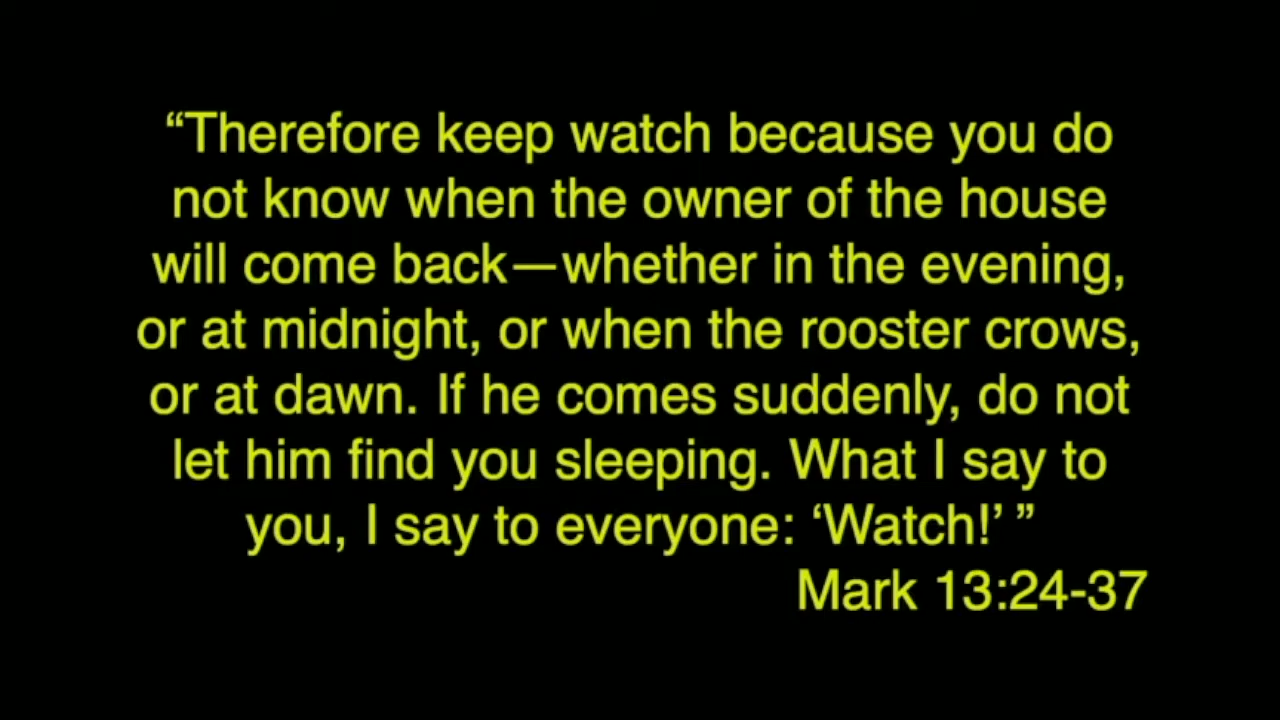 “Therefore keep watch because you do
not know when the owner of the house
will come back—whether in the evening,
or at midnight, or when the rooster crows,
or at dawn. If he comes suddenly, do not
let him find you sleeping. What I say to
you, I say to everyone: ‘Watch!’ ”
Mark 13:24-37